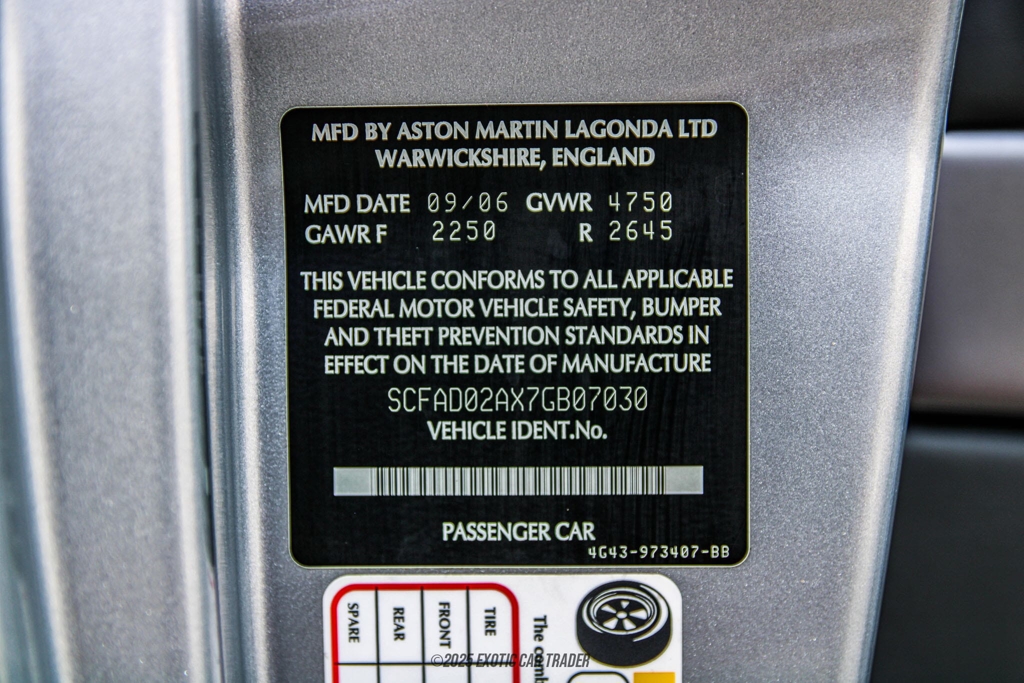 MFD BY ASTON MARTIN LAGONDA LTD
WARWICKSHIRE, ENGLAND
MFD DATE 09/06 GVWR 4750
GAWR F 2250 R 2645
THIS VEHICLE CONFORMS TO ALL APPLICABLE
FEDERAL MOTOR VEHICLE SAFETY, BUMPER
AND THEFT PREVENTION STANDARDS IN
EFFECT ON THE DATE OF MANUFACTURE
SCFAD02AX7GB07030
VEHICLE IDENT.No.
PASSENGER CAR
4G43-973407-BB
The
TIRE
FRONT
REAR
SPARE
©2025 EXOTIC CAR TRADER